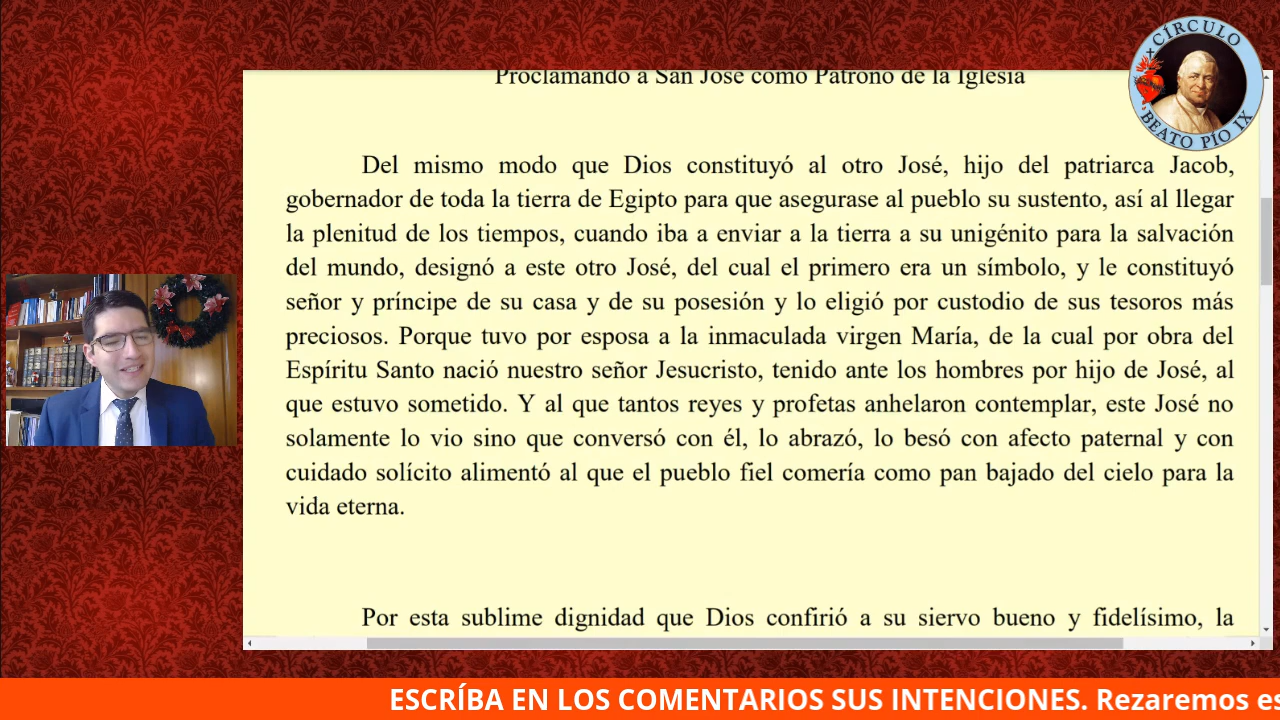 CÍRCULO
BEATO PÍO IX
Proclamando a San José como Patrono de la Iglesia
Del mismo modo que Dios constituyó al otro José, hijo del patriarca Jacob,
gobernador de toda la tierra de Egipto para que asegurase al pueblo su sustento, así al llegar
la plenitud de los tiempos, cuando iba a enviar a la tierra a su unigénito para la salvación
del mundo, designó a este otro José, del cual el primero era un símbolo, y le constituyó
señor y príncipe de su casa y de su posesión y lo eligió por custodio de sus tesoros más
preciosos. Porque tuvo por esposa a la inmaculada virgen María, de la cual por obra del
Espíritu Santo nació nuestro señor Jesucristo, tenido ante los hombres por hijo de José, al
que estuvo sometido. Y al que tantos reyes y profetas anhelaron contemplar, este José no
solamente lo vio sino que conversó con él, lo abrazó, lo besó con afecto paternal y con
cuidado solícito alimentó al que el pueblo fiel comería como pan bajado del cielo para la
vida eterna.
Por esta sublime dignidad que Dios confirió a su siervo bueno y fidelísimo, la
ESCRÍBA EN LOS COMENTARIOS SUS INTENCIONES. Rezaremos es